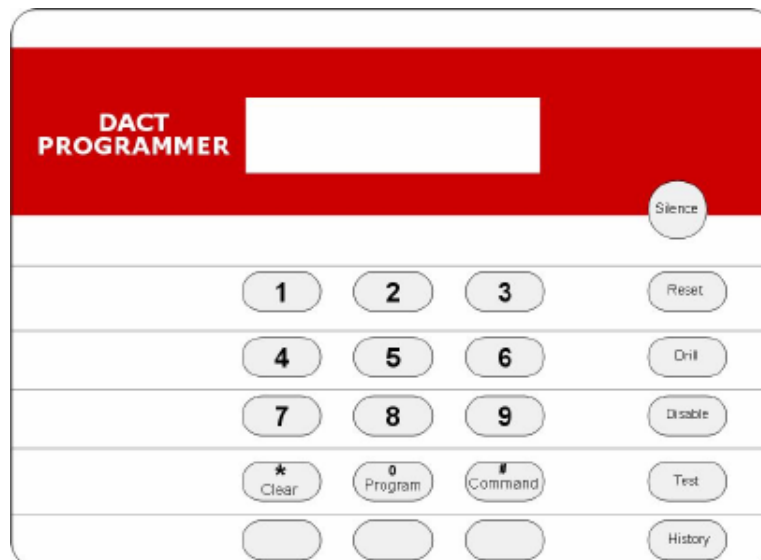 DACT
PROGRAMMER
Silence
1 2 3 Reset
4 5 6 Drill
7 8 9 Disable
* 0 #
Clear Program Command Test
History